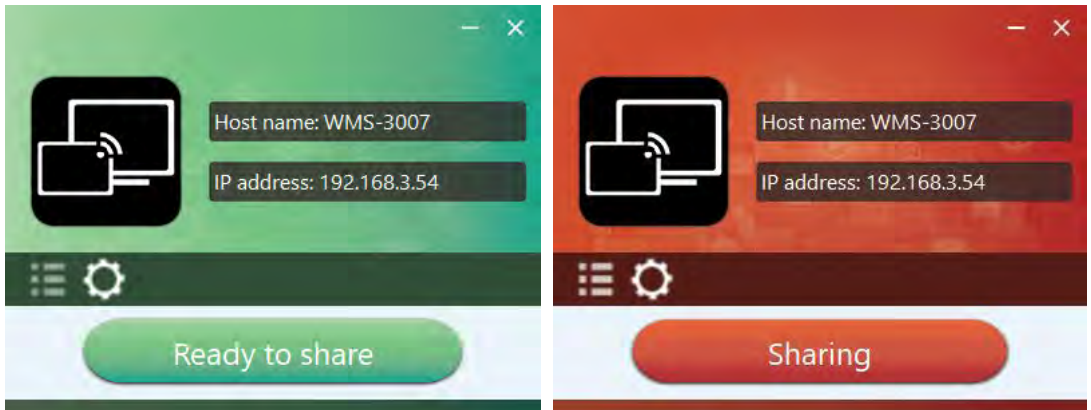 Host name: WMS-3007
IP address: 192.168.3.54
Ready to share
Host name: WMS-3007
IP address: 192.168.3.54
Sharing